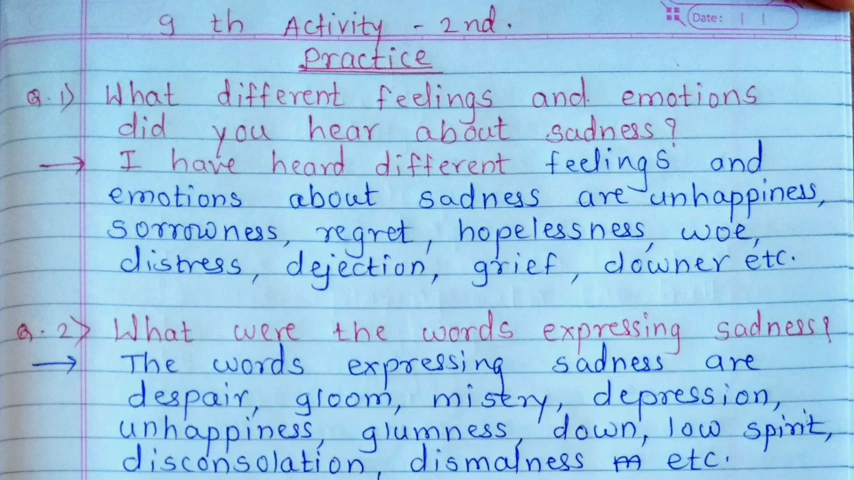 9 th Activity - 2nd.
Date:
Practice
Q.1) What different feelings and emotions
did you hear about sadness?
→ I have heard different feelings and
emotions about sadness are unhappiness,
sorrowness, regret, hopelessness, woe,
distress, dejection, grief, downer etc.
Q.2) What were the words expressing sadness?
→ The words expressing sadness are
despair, gloom, misery, depression,
unhappiness, glumness, down, low spirit,
disconsolation, dismalness etc.